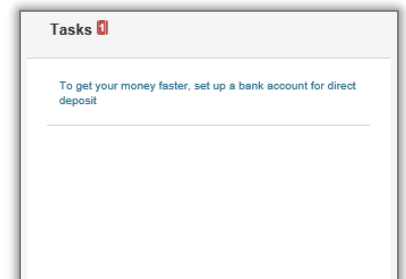 Tasks 1
To get your money faster, set up a bank account for direct
deposit